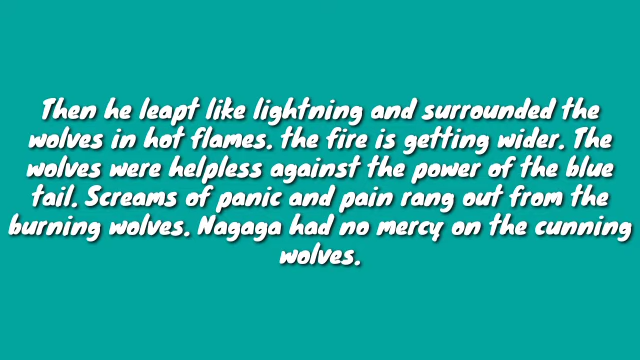 Then he leapt like lightning and surrounded the
wolves in hot flames. the fire is getting wider. The
wolves were helpless against the power of the blue
tail. Screams of panic and pain rang out from the
burning wolves. Nagaga had no mercy on the cunning
wolves.